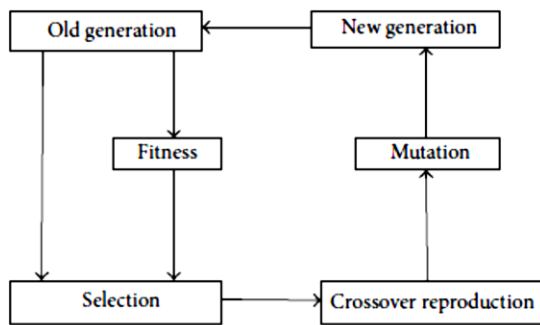 Old generation
New generation
Fitness
Mutation
Selection
Crossover reproduction